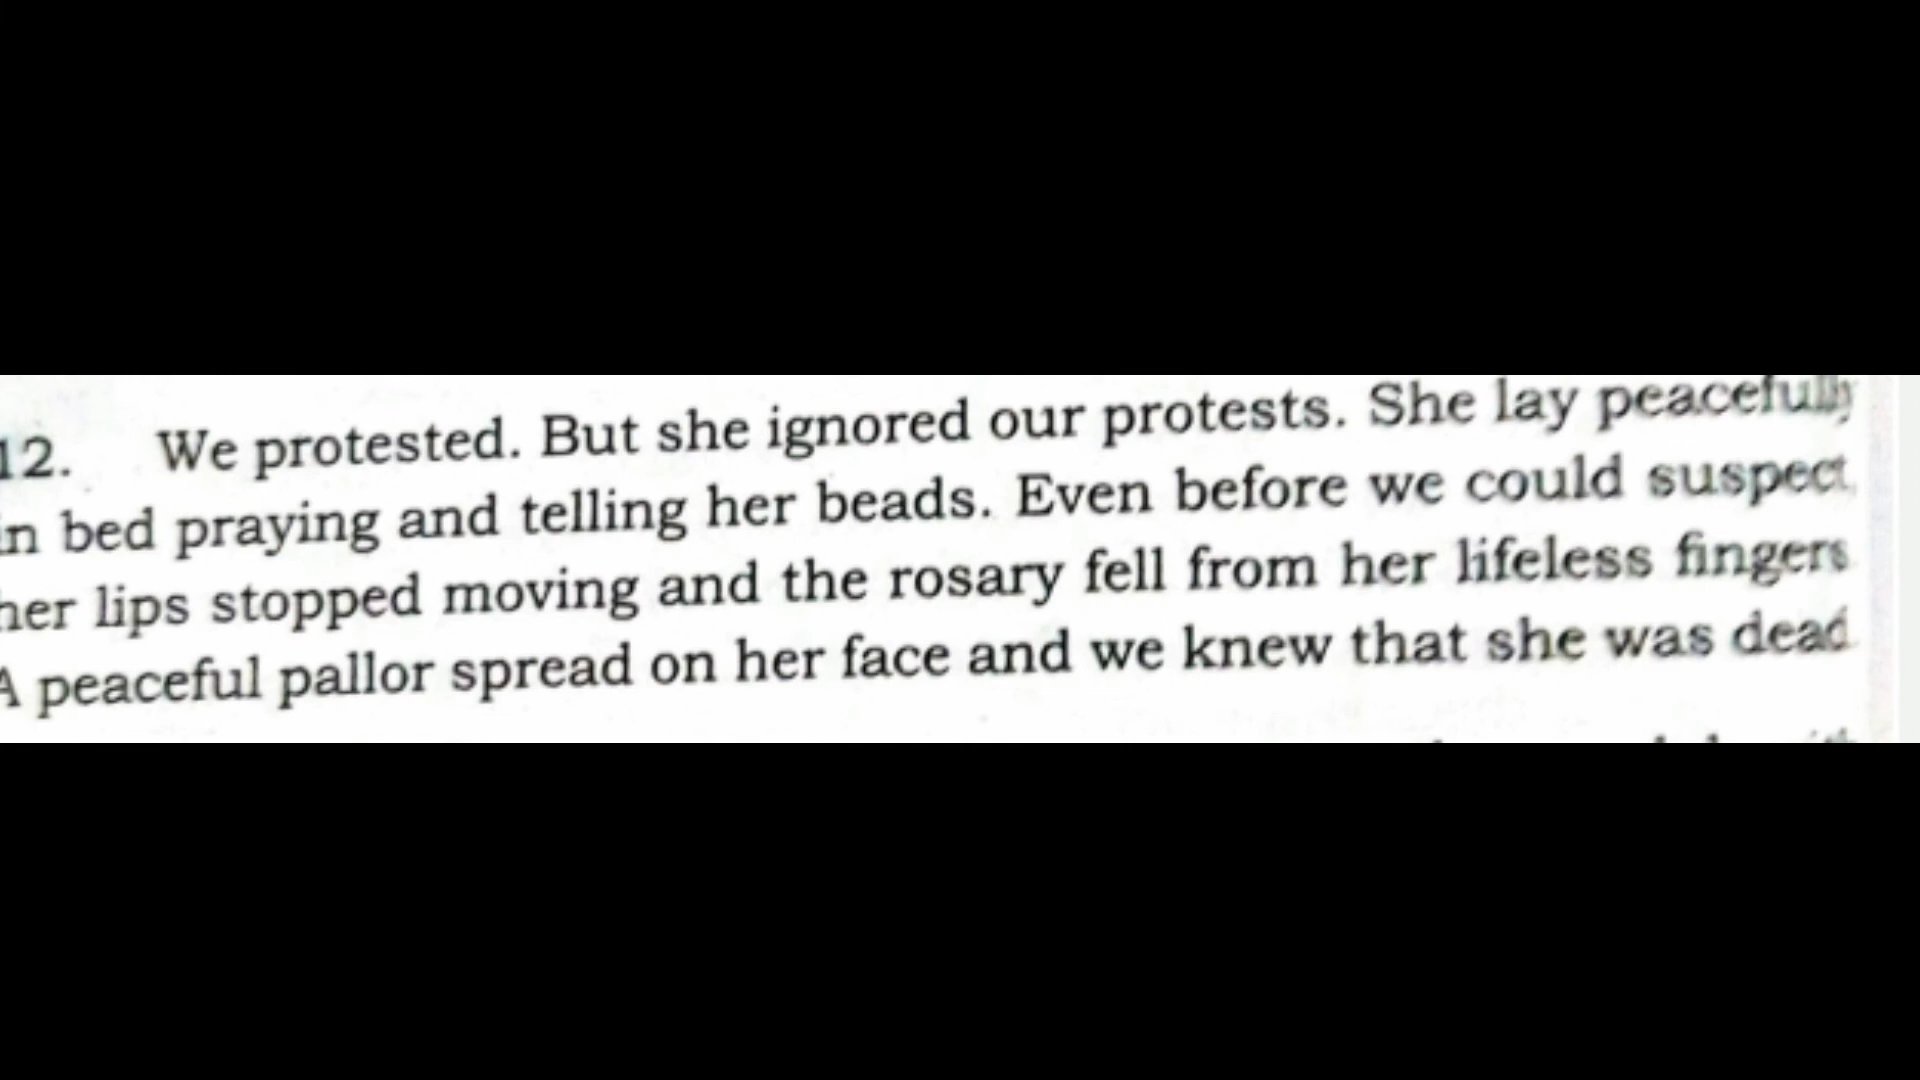 12. We protested. But she ignored our protests. She lay peacefully
in bed praying and telling her beads. Even before we could suspect,
her lips stopped moving and the rosary fell from her lifeless fingers
A peaceful pallor spread on her face and we knew that she was dead